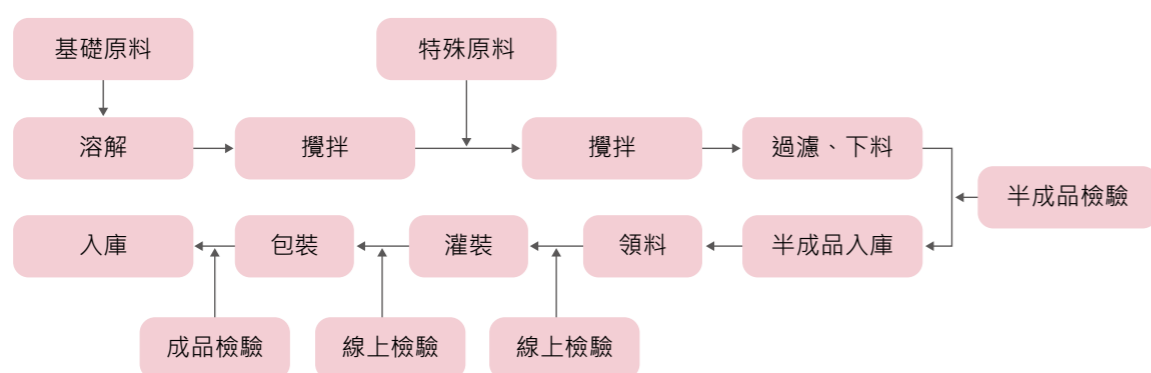 基礎原料
特殊原料
溶解
攪拌
攪拌
過濾、下料
半成品檢驗
入庫
包裝
灌裝
領料
半成品入庫
成品檢驗
線上檢驗
線上檢驗